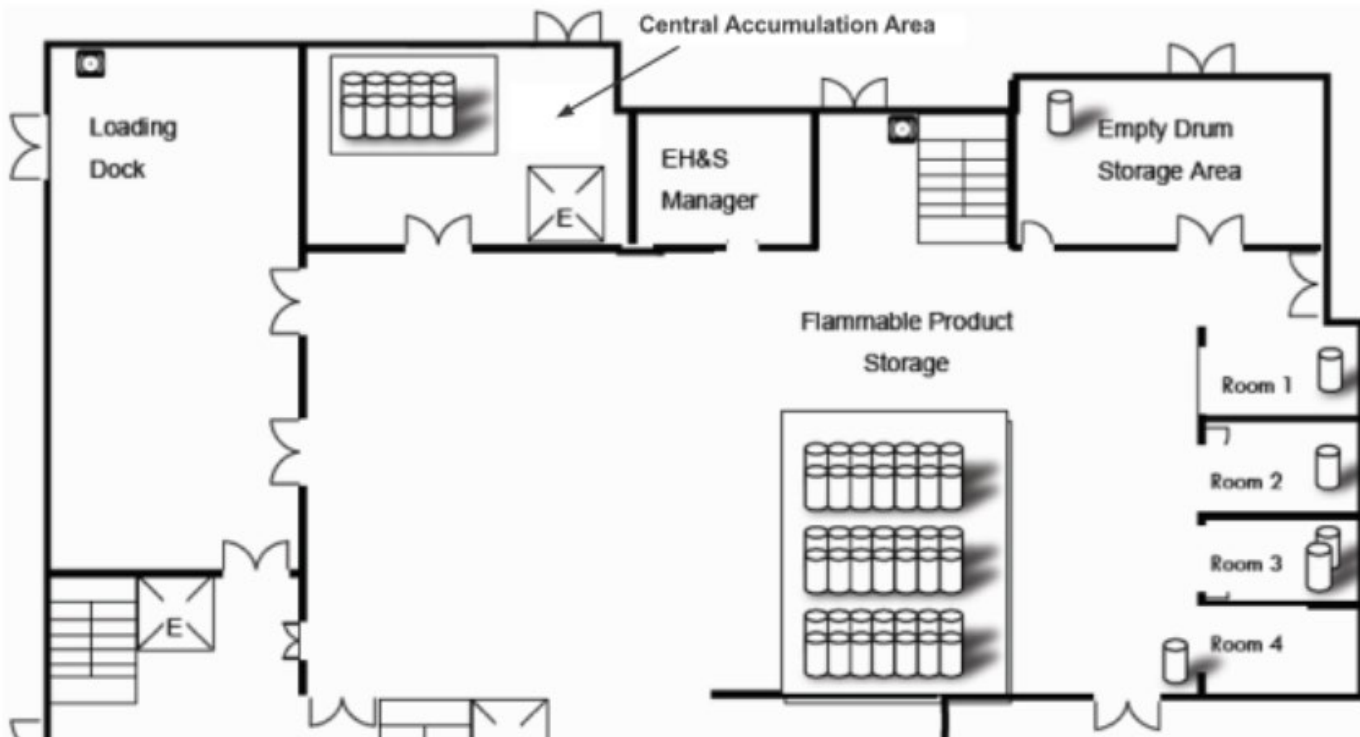 Central Accumulation Area
Loading
Dock
EH&S
Manager
Empty Drum
Storage Area
E
Flammable Product
Storage
Room 1
Room 2
Room 3
E
Room 4